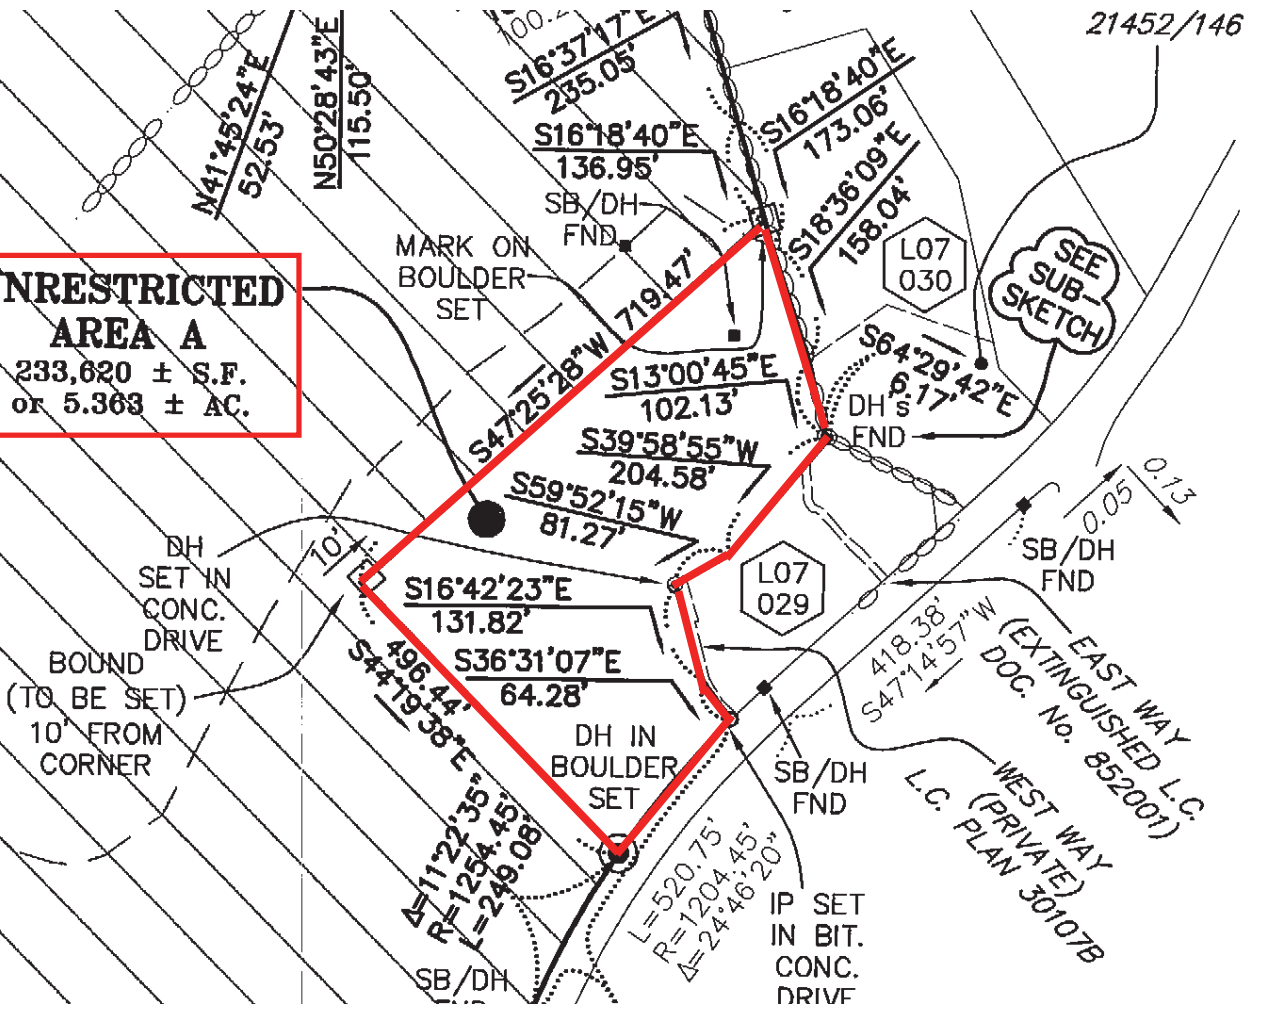 21452/146
100.2
S16°37'17"E
235.05'
N41°45'24"E
52.53'
N50°28'43"E
115.50'
S16°18'40"E
136.95'
S16°18'40"E
173.06'
S18°36'09"E
158.04'
SB/DH
FND
MARK ON
BOULDER
SET
L07
030
SEE
SUB-
SKETCH
NRESTRICTED
AREA A
233,620 ± S.F.
or 5.363 ± AC.
S47°25'28"W 719.47'
S13°00'45"E
102.13'
S64°29'42"E
6.17'
DH's
FND
S39°58'55"W
204.58'
S59°52'15"W
81.27'
0.13
0.05
SB/DH
FND
DH
SET IN
CONC.
DRIVE
10'
L07
029
S16°42'23"E
131.82'
S36°31'07"E
64.28'
BOUND
(TO BE SET)
10' FROM
CORNER
496.44'
S44°19'38"E
418.38'
S47°14'57"W
EAST WAY
(EXTINGUISHED L.C.
DOC. No. 852001)
DH IN
BOULDER
SET
SB/DH
FND
WEST WAY
(PRIVATE)
L.C. PLAN 30107B
Δ=11°22'35"
R=1254.45'
L=249.08'
L=520.75'
R=1204.45'
Δ=24°46'20"
IP SET
IN BIT.
CONC.
DRIVE
SB/DH
FND